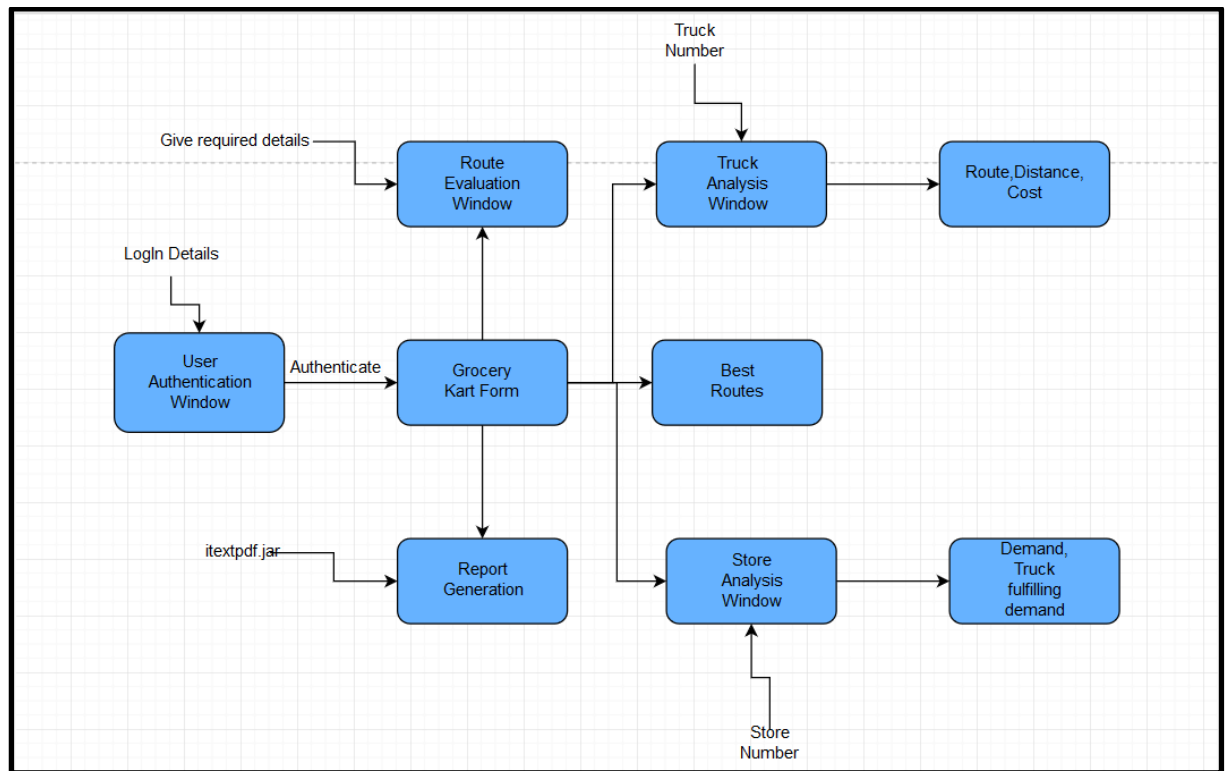 Truck
Number
Give required details
Route
Evaluation
Window
Truck
Analysis
Window
Route,Distance,
Cost
LogIn Details
User
Authentication
Window
Authenticate
Grocery
Kart Form
Best
Routes
itextpdf.jar
Report
Generation
Store
Analysis
Window
Demand,
Truck
fulfilling
demand
Store
Number